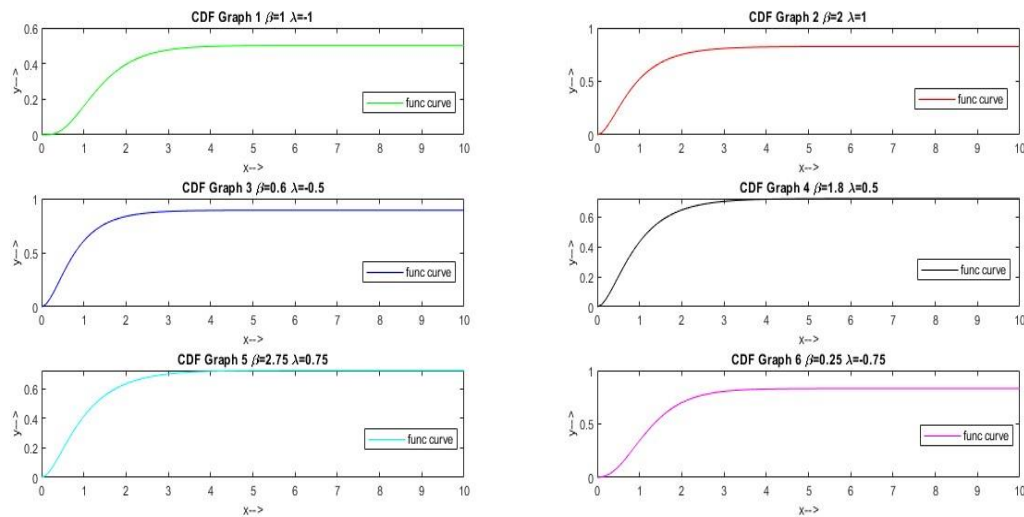 CDF Graph 1 β=1 λ=-1
0.6
0.4
0.2
0
y--->
func curve
0 1 2 3 4 5 6 7 8 9 10
x-->
CDF Graph 2 β=2 λ=1
1
0.5
0
y--->
func curve
0 1 2 3 4 5 6 7 8 9 10
x-->
CDF Graph 3 β=0.6 λ=-0.5
1
0.5
0
y--->
func curve
0 1 2 3 4 5 6 7 8 9 10
x-->
CDF Graph 4 β=1.8 λ=0.5
0.6
0.4
0.2
0
y--->
func curve
0 1 2 3 4 5 6 7 8 9 10
x-->
CDF Graph 5 β=2.75 λ=0.75
0.6
0.4
0.2
0
y--->
func curve
0 1 2 3 4 5 6 7 8 9 10
x-->
CDF Graph 6 β=0.25 λ=-0.75
1
0.5
0
y--->
func curve
0 1 2 3 4 5 6 7 8 9 10
x-->